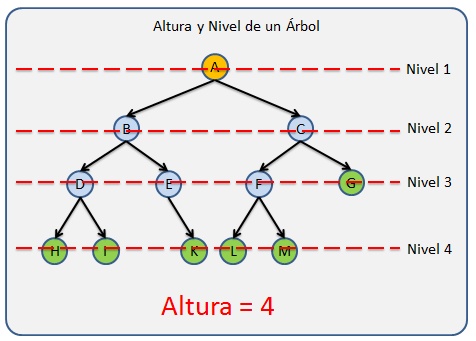 Altura y Nivel de un Árbol
A
Nivel 1
B
C
Nivel 2
D
E
F
G
Nivel 3
H
I
K
L
M
Nivel 4
Altura = 4